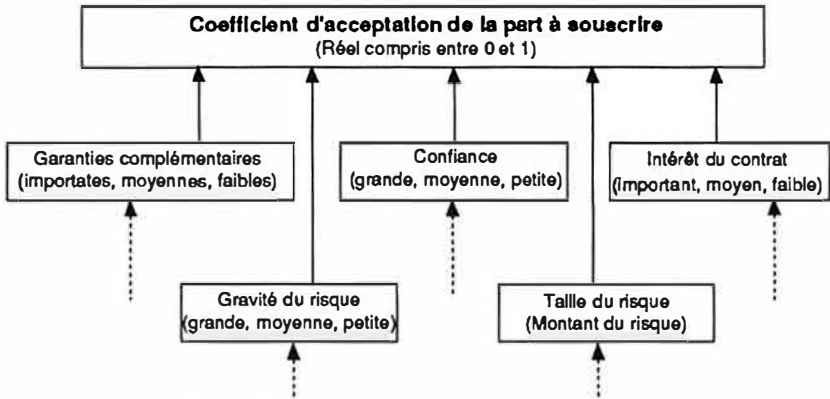 Coefficient d'acceptation de la part à souscrire
(Réel compris entre 0 et 1)
Garanties complémentaires
(importates, moyennes, faibles)
Confiance
(grande, moyenne, petite)
Intérêt du contrat
(Important, moyen, faible)
Gravité du risque
(grande, moyenne, petite)
Taille du risque
(Montant du risque)